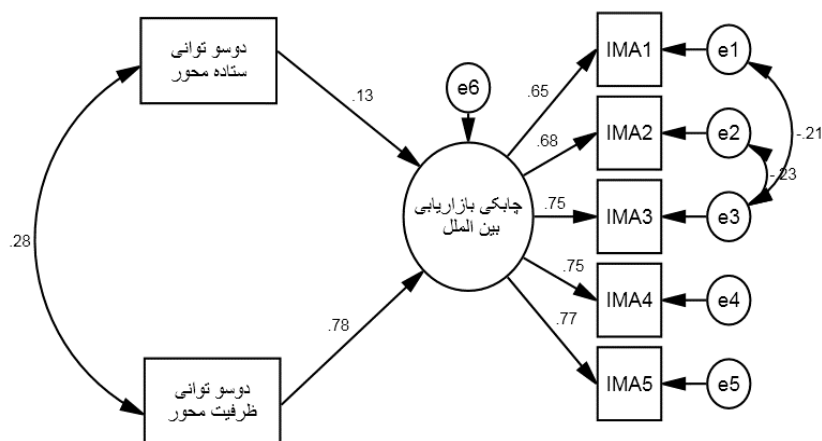 دوسو توانی
ستاده محور
.13
e6
.65
IMA1
e1
.68
IMA2
e2
-.21
-.23
.75
IMA3
e3
چابکی بازاریابی
بین الملل
.28
.75
IMA4
e4
.78
.77
IMA5
e5
دوسو توانی
ظرفیت محور